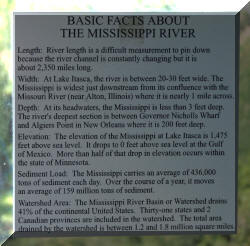 BASIC FACTS ABOUT
THE MISSISSIPPI RIVER
Length: River length is a difficult measurement to pin down
because the river channel is constantly changing but it is
about 2,350 miles long.
Width: At Lake Itasca, the river is between 20-30 feet wide. The
Mississippi is widest just downstream from its confluence with the
Missouri River (near Alton, Illinois) where it is nearly 1 mile across.
Depth: At its headwaters, the Mississippi is less than 3 feet deep.
The river's deepest section is between Governor Nicholls Wharf
and Algiers Point in New Orleans where it is 200 feet deep.
Elevation: The elevation of the Mississippi at Lake Itasca is 1,475
feet above sea level. It drops to 0 feet above sea level at the Gulf
of Mexico. More than half of that drop in elevation occurs within
the state of Minnesota.
Sediment Load: The Mississippi carries an average of 436,000
tons of sediment each day. Over the course of a year, it moves
an average of 159 million tons of sediment.
Watershed Area: The Mississippi River Basin or Watershed drains
41% of the continental United States. Thirty-one states and 2
Canadian provinces are included in the watershed. The total area
drained by the watershed is between 1.2 and 1.8 million square miles